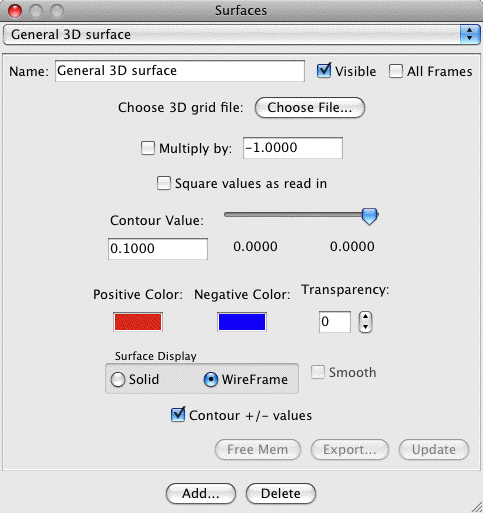 Surfaces
General 3D surface
Name: General 3D surface Visible All Frames
Choose 3D grid file: Choose File...
Multiply by: -1.0000
Square values as read in
Contour Value:
0.1000 0.0000 0.0000
Positive Color: Negative Color: Transparency:
0
Surface Display
Solid WireFrame Smooth
Contour +/- values
Free Mem Export... Update
Add... Delete